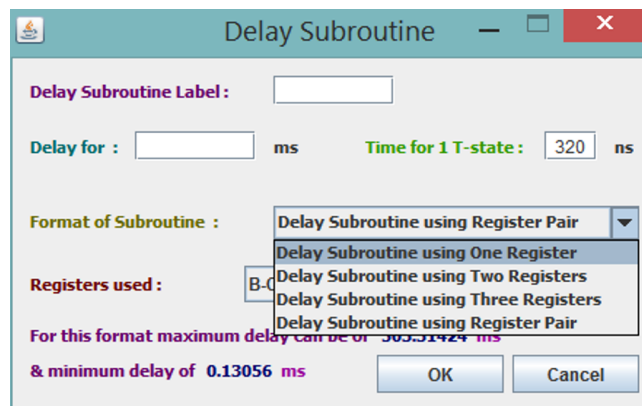 Delay Subroutine
Delay Subroutine Label :
Delay for : ms Time for 1 T-state : 320 ns
Format of Subroutine : Delay Subroutine using Register Pair
Delay Subroutine using One Register
Registers used : Delay Subroutine using Two Registers
Delay Subroutine using Three Registers
Delay Subroutine using Register Pair
For this format maximum delay can be of ms
& minimum delay of 0.13056 ms OK Cancel